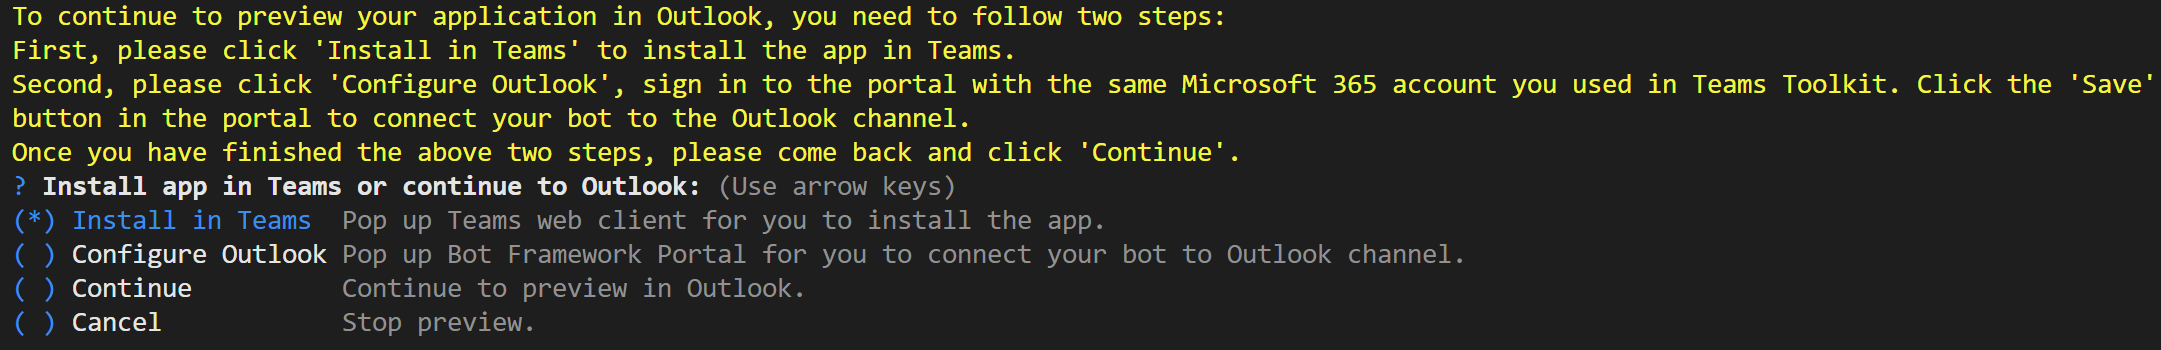 To continue to preview your application in Outlook, you need to follow two steps:
First, please click 'Install in Teams' to install the app in Teams.
Second, please click 'Configure Outlook', sign in to the portal with the same Microsoft 365 account you used in Teams Toolkit. Click the 'Save'
button in the portal to connect your bot to the Outlook channel.
Once you have finished the above two steps, please come back and click 'Continue'.
? Install app in Teams or continue to Outlook: (Use arrow keys)
(*) Install in Teams  Pop up Teams web client for you to install the app.
( ) Configure Outlook Pop up Bot Framework Portal for you to connect your bot to Outlook channel.
( ) Continue          Continue to preview in Outlook.
( ) Cancel            Stop preview.